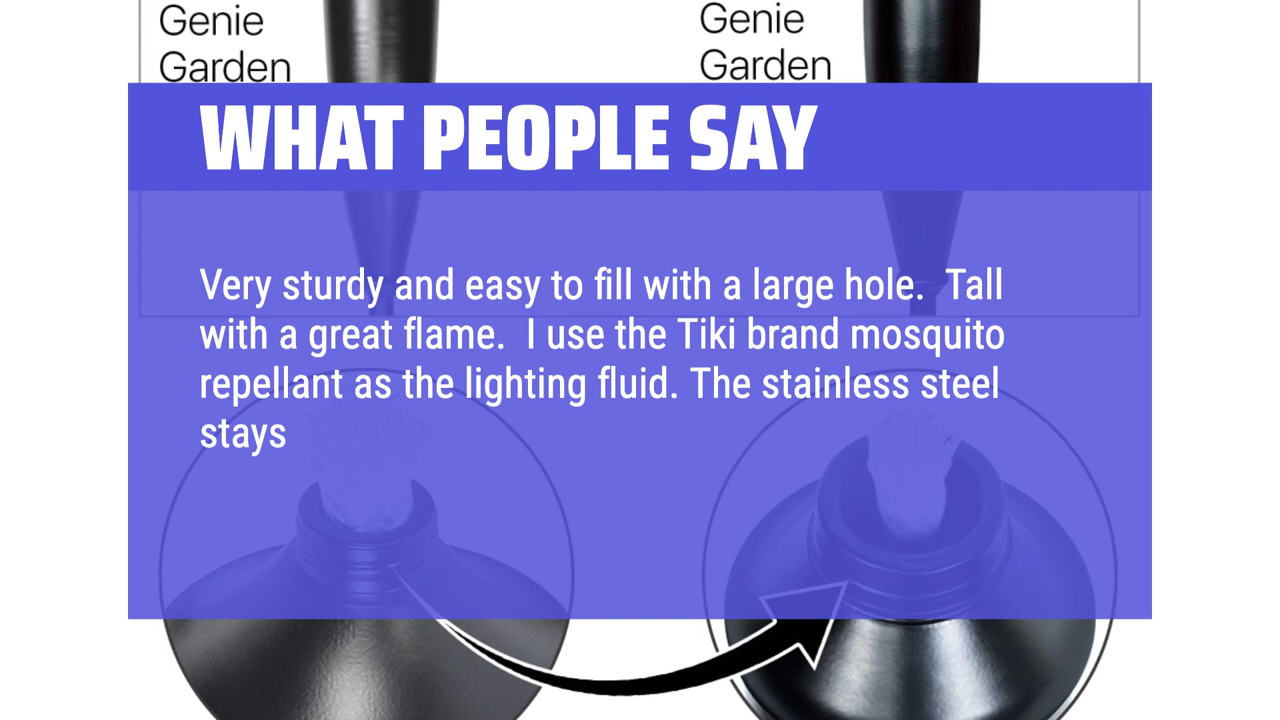 Genie
Garden
Genie
Garden
WHAT PEOPLE SAY
Very sturdy and easy to fill with a large hole.  Tall
with a great flame.  I use the Tiki brand mosquito
repellant as the lighting fluid. The stainless steel
stays